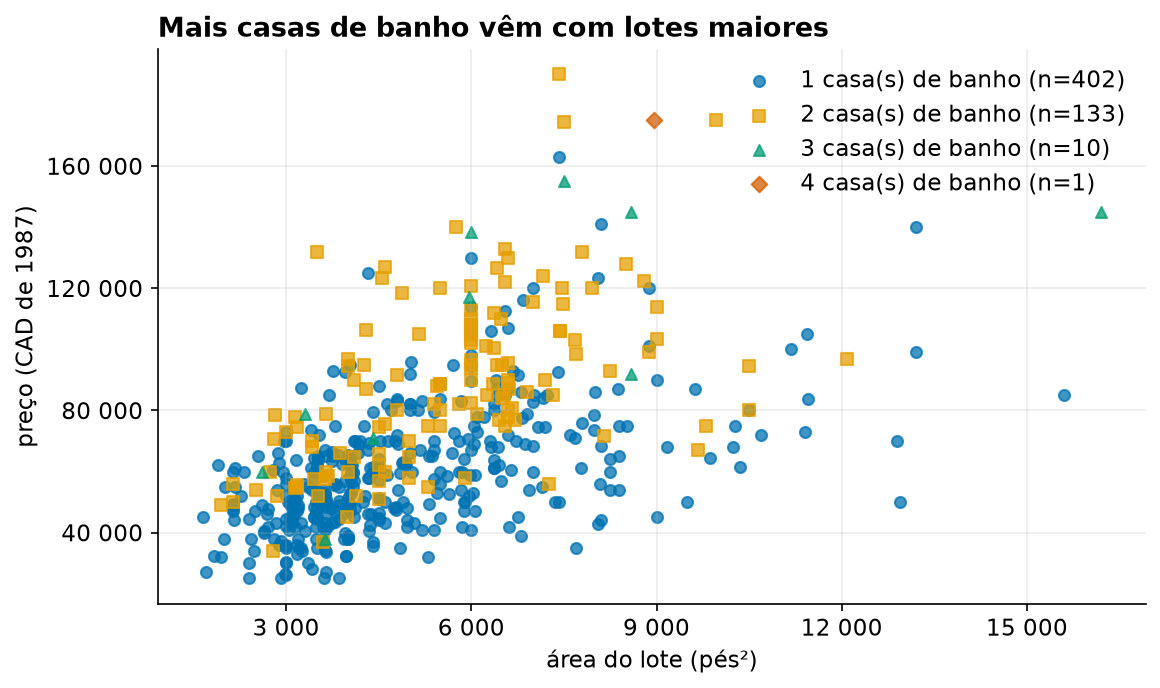 Mais casas de banho vêm com lotes maiores
1 casa(s) de banho (n=402)
2 casa(s) de banho (n=133)
3 casa(s) de banho (n=10)
4 casa(s) de banho (n=1)
preço (CAD de 1987)
160 000
120 000
80 000
40 000
3 000
6 000
9 000
12 000
15 000
área do lote (pés²)